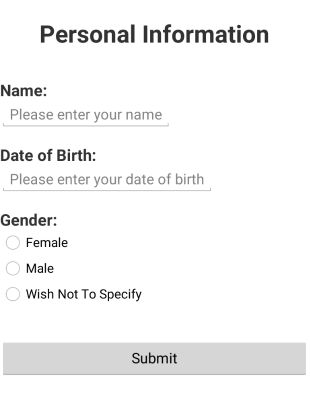 Personal Information
Name:
Please enter your name
Date of Birth:
Please enter your date of birth
Gender:
Female
Male
Wish Not To Specify
Submit